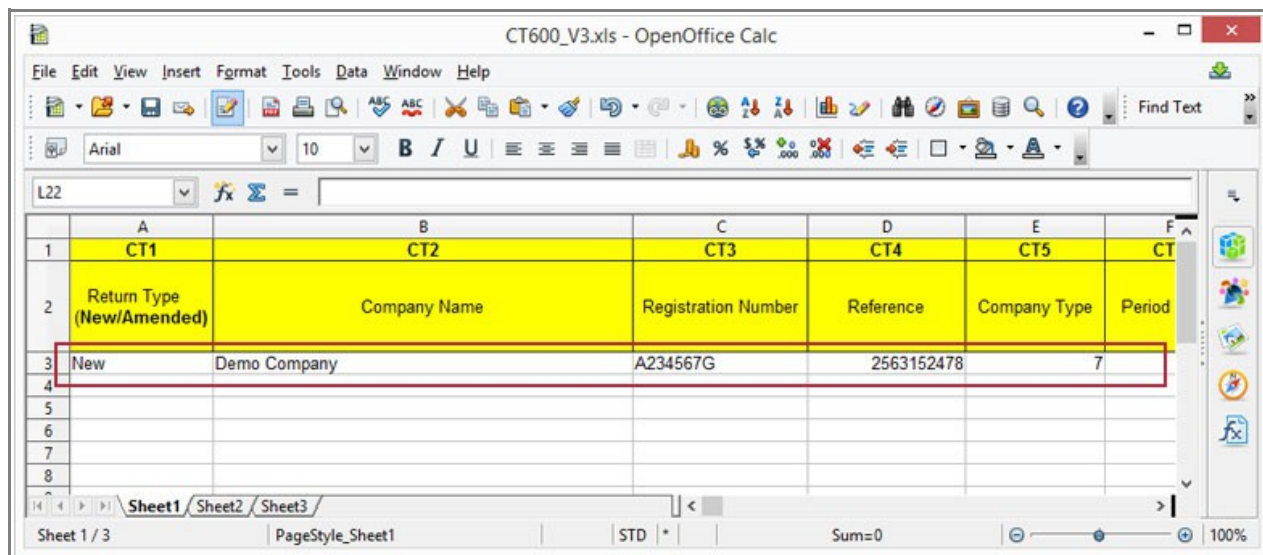 CT600_V3.xls - OpenOffice Calc
File Edit View Insert Format Tools Data Window Help
Find Text
Arial 10 B I U
L22
A B C D E F
1 CT1 CT2 CT3 CT4 CT5 CT
2 Return Type (New/Amended) Company Name Registration Number Reference Company Type Period
3 New Demo Company A234567G 2563152478 7
4
5
6
7
8
Sheet1 Sheet2 Sheet3
Sheet 1 / 3 PageStyle_Sheet1 STD * Sum=0 100%